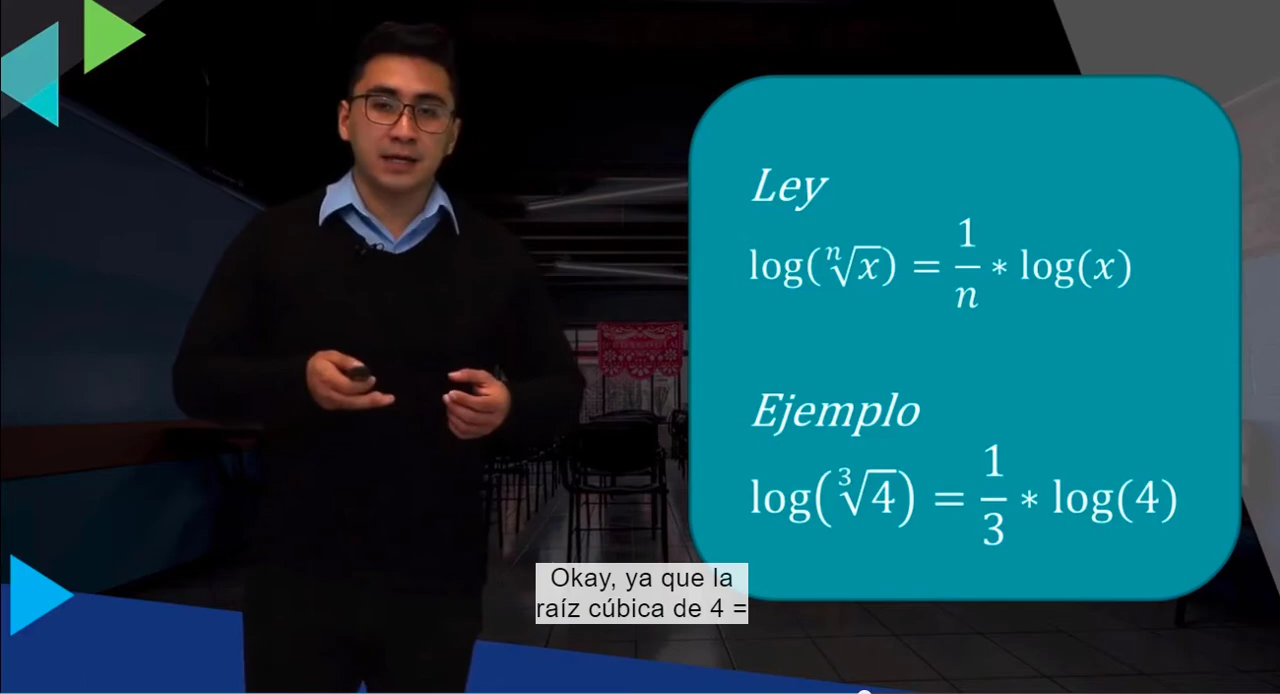 Ley
log(ⁿ√x) = 1/n * log(x)
Ejemplo
log(³√4) = 1/3 * log(4)
Okay, ya que la
raíz cúbica de 4 =